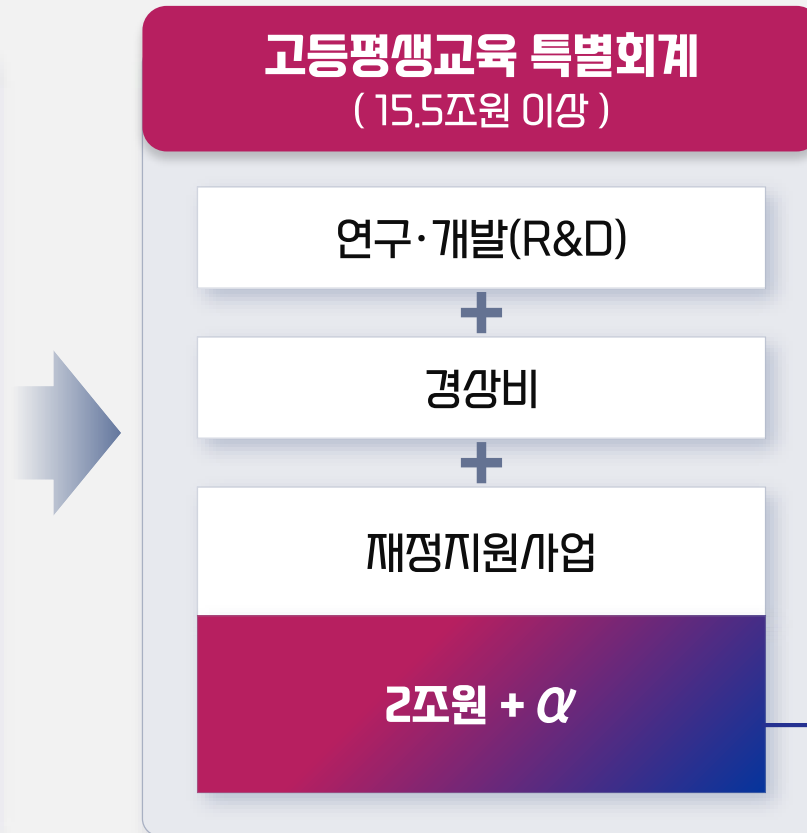 고등평생교육 특별회계
( 15.5조원 이상 )
연구·개발(R&D)
+
경상비
+
재정지원사업
2조원 + α